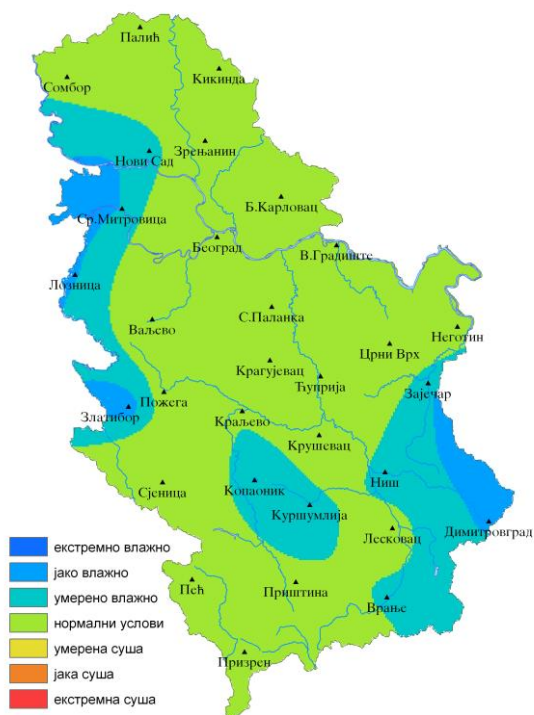 Палић
Кикинда
Сомбор
Зрењанин
Нови Сад
Б.Карловац
Ср.Митровица
Београд
В.Градиште
Лозница
С.Паланка
Ваљево
Неготин
Црни Врх
Крагујевац
Ћуприја
Зајечар
Пожега
Златибор
Краљево
Крушевац
Ниш
Сјеница
Копаоник
Куршумлија
Лесковац
Димитровград
Пећ
Приштина
Врање
Призрен
екстремно влажно
јако влажно
умерено влажно
нормални услови
умерена суша
јака суша
екстремна суша